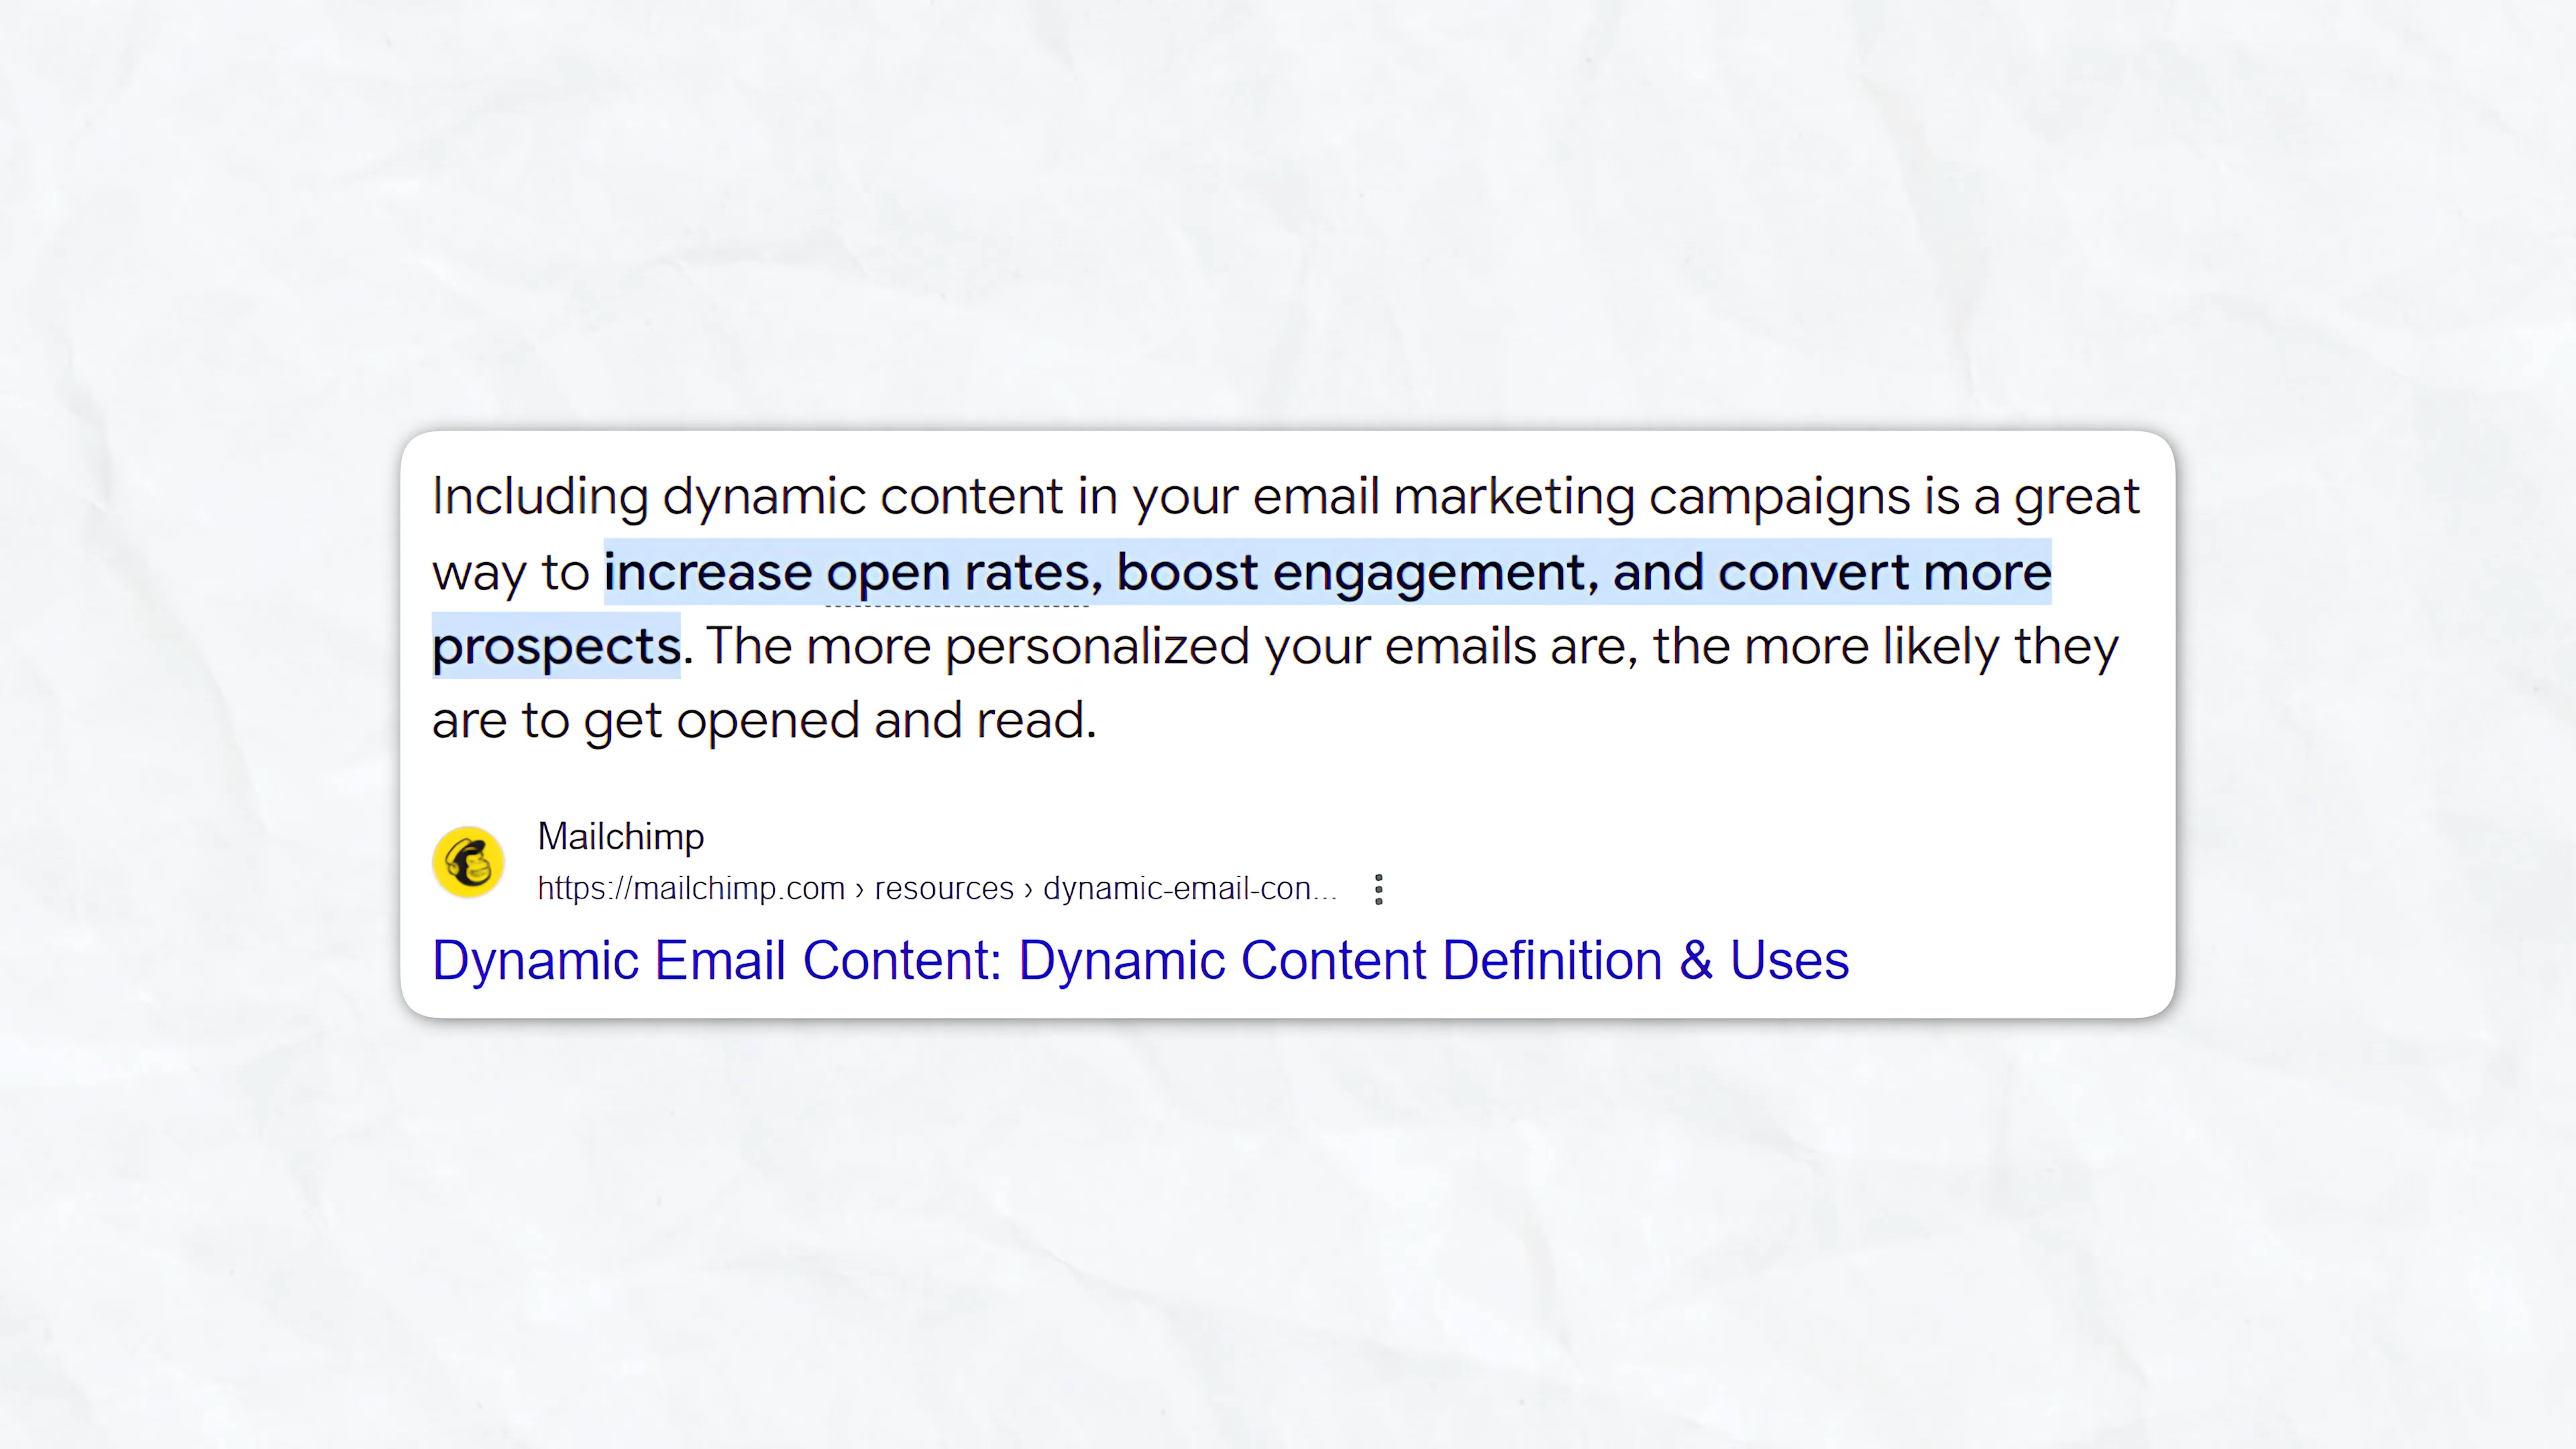 Including dynamic content in your email marketing campaigns is a great
way to increase open rates, boost engagement, and convert more
prospects. The more personalized your emails are, the more likely they
are to get opened and read.
Mailchimp
https://mailchimp.com › resources › dynamic-email-con...
Dynamic Email Content: Dynamic Content Definition & Uses